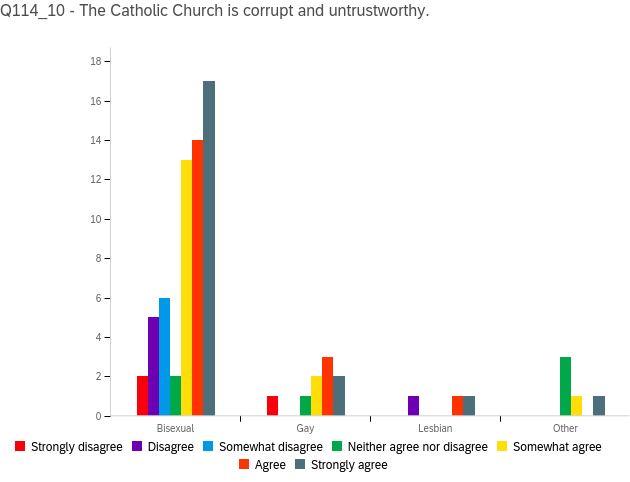 Q114_10 - The Catholic Church is corrupt and untrustworthy.
18
16
14
12
10
8
6
4
2
0
Bisexual Gay Lesbian Other
Strongly disagree Disagree Somewhat disagree Neither agree nor disagree Somewhat agree
Agree Strongly agree